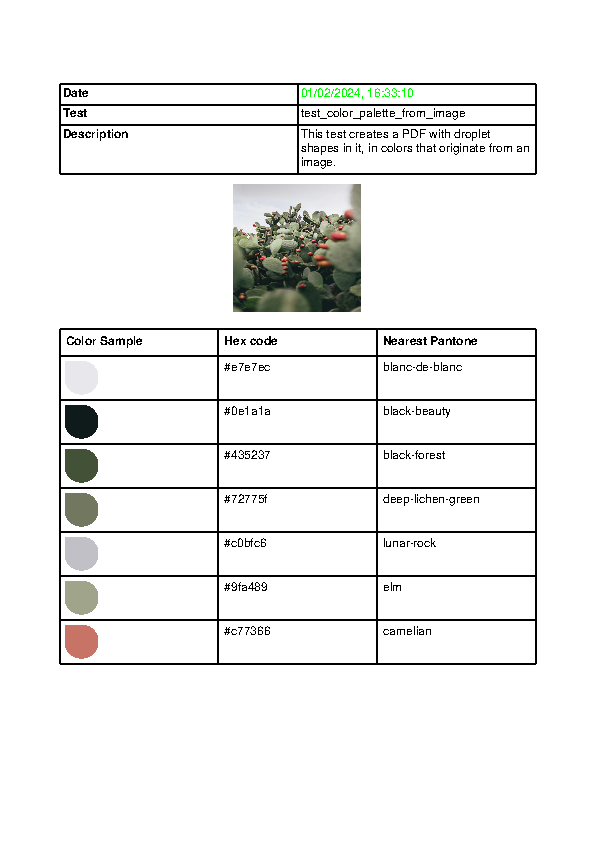 Date 01/02/2024, 16:33:10
Test test_color_palette_from_image
Description This test creates a PDF with droplet
shapes in it, in colors that originate from an
image.
Color Sample Hex code Nearest Pantone
#e7e7ec blanc-de-blanc
#0e1a1a black-beauty
#435237 black-forest
#72775f deep-lichen-green
#c0bfc6 lunar-rock
#9fa489 elm
#c77366 carnelian